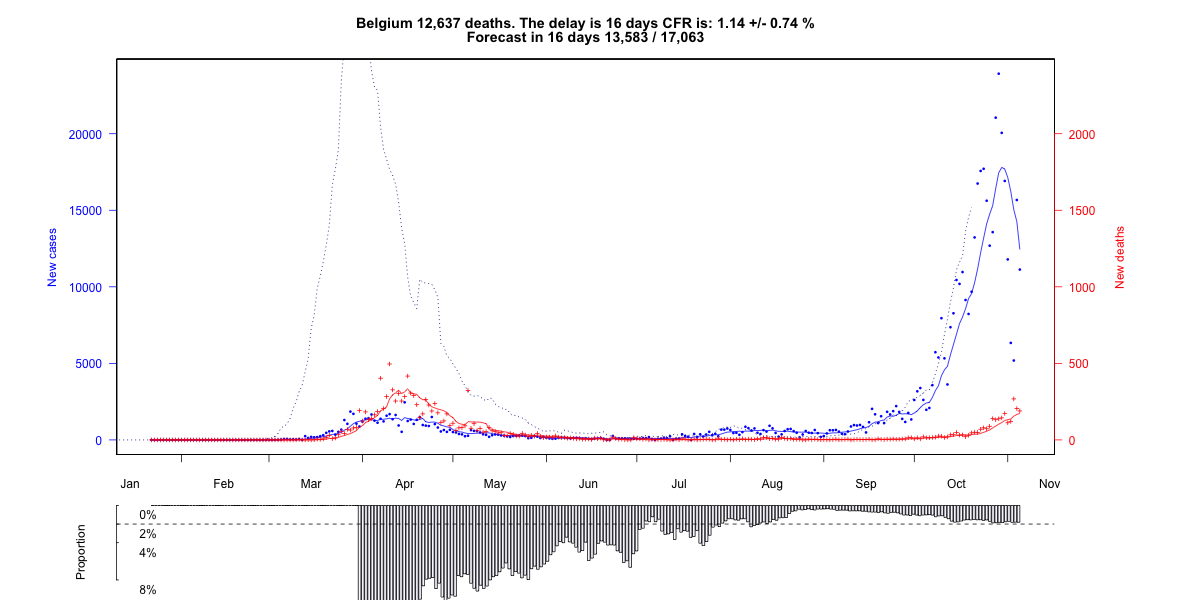 Belgium 12,637 deaths. The delay is 16 days CFR is: 1.14 +/- 0.74 %
Forecast in 16 days 13,583 / 17,063
20000
15000
10000
5000
0
New cases
2000
1500
1000
500
0
New deaths
Jan Feb Mar Apr May Jun Jul Aug Sep Oct Nov
0%
2%
4%
8%
Proportion